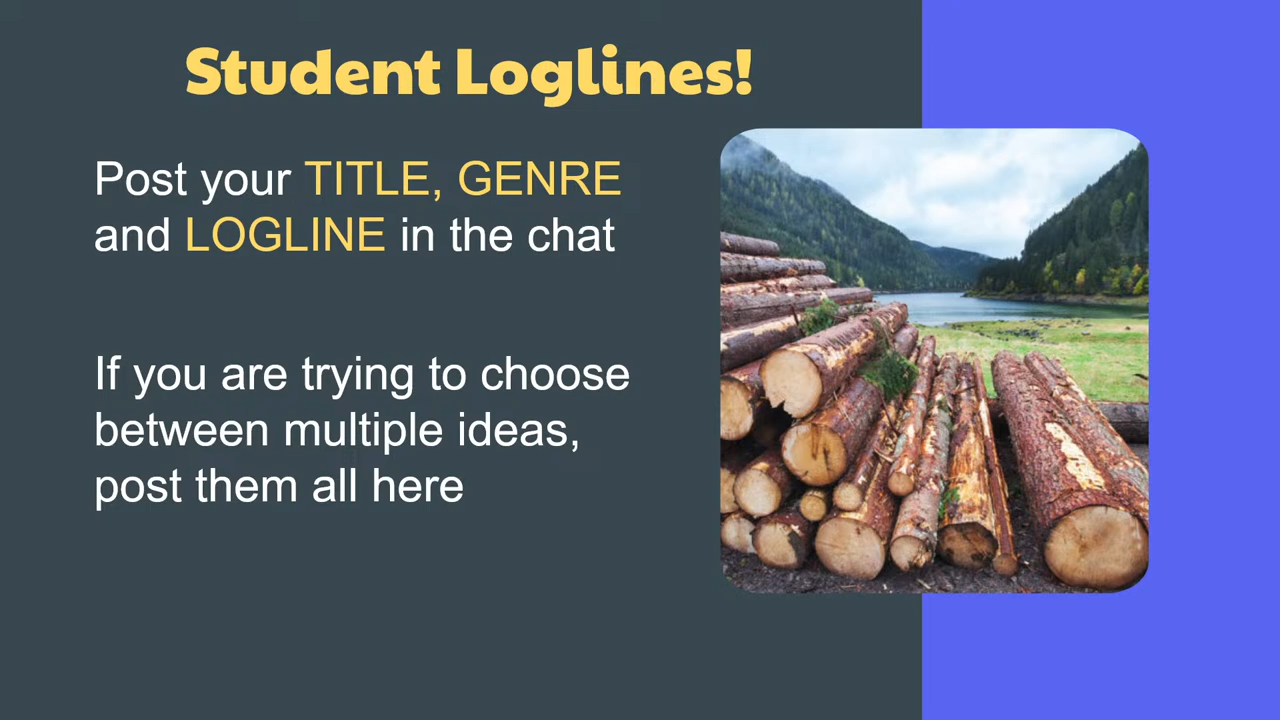 Student Loglines!
Post your TITLE, GENRE
and LOGLINE in the chat
If you are trying to choose
between multiple ideas,
post them all here